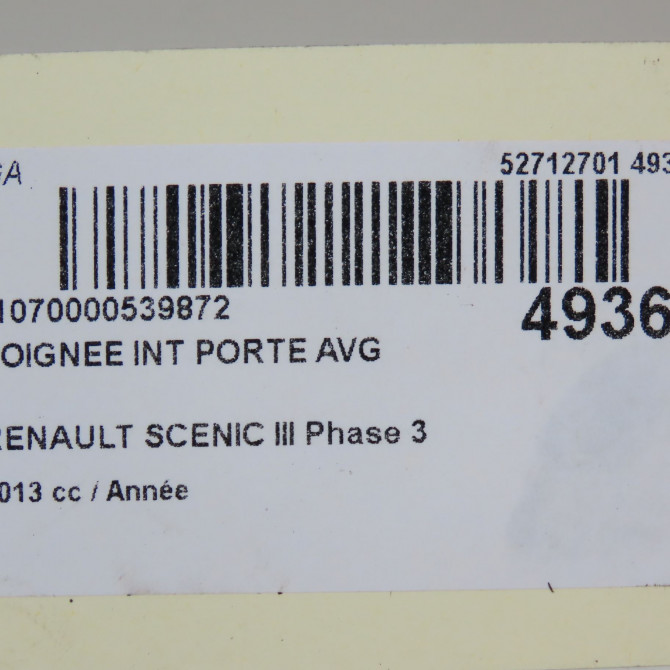 52712701 493
1070000539872
4936
OIGNEE INT PORTE AVG
RENAULT SCENIC III Phase 3
013 cc / Année